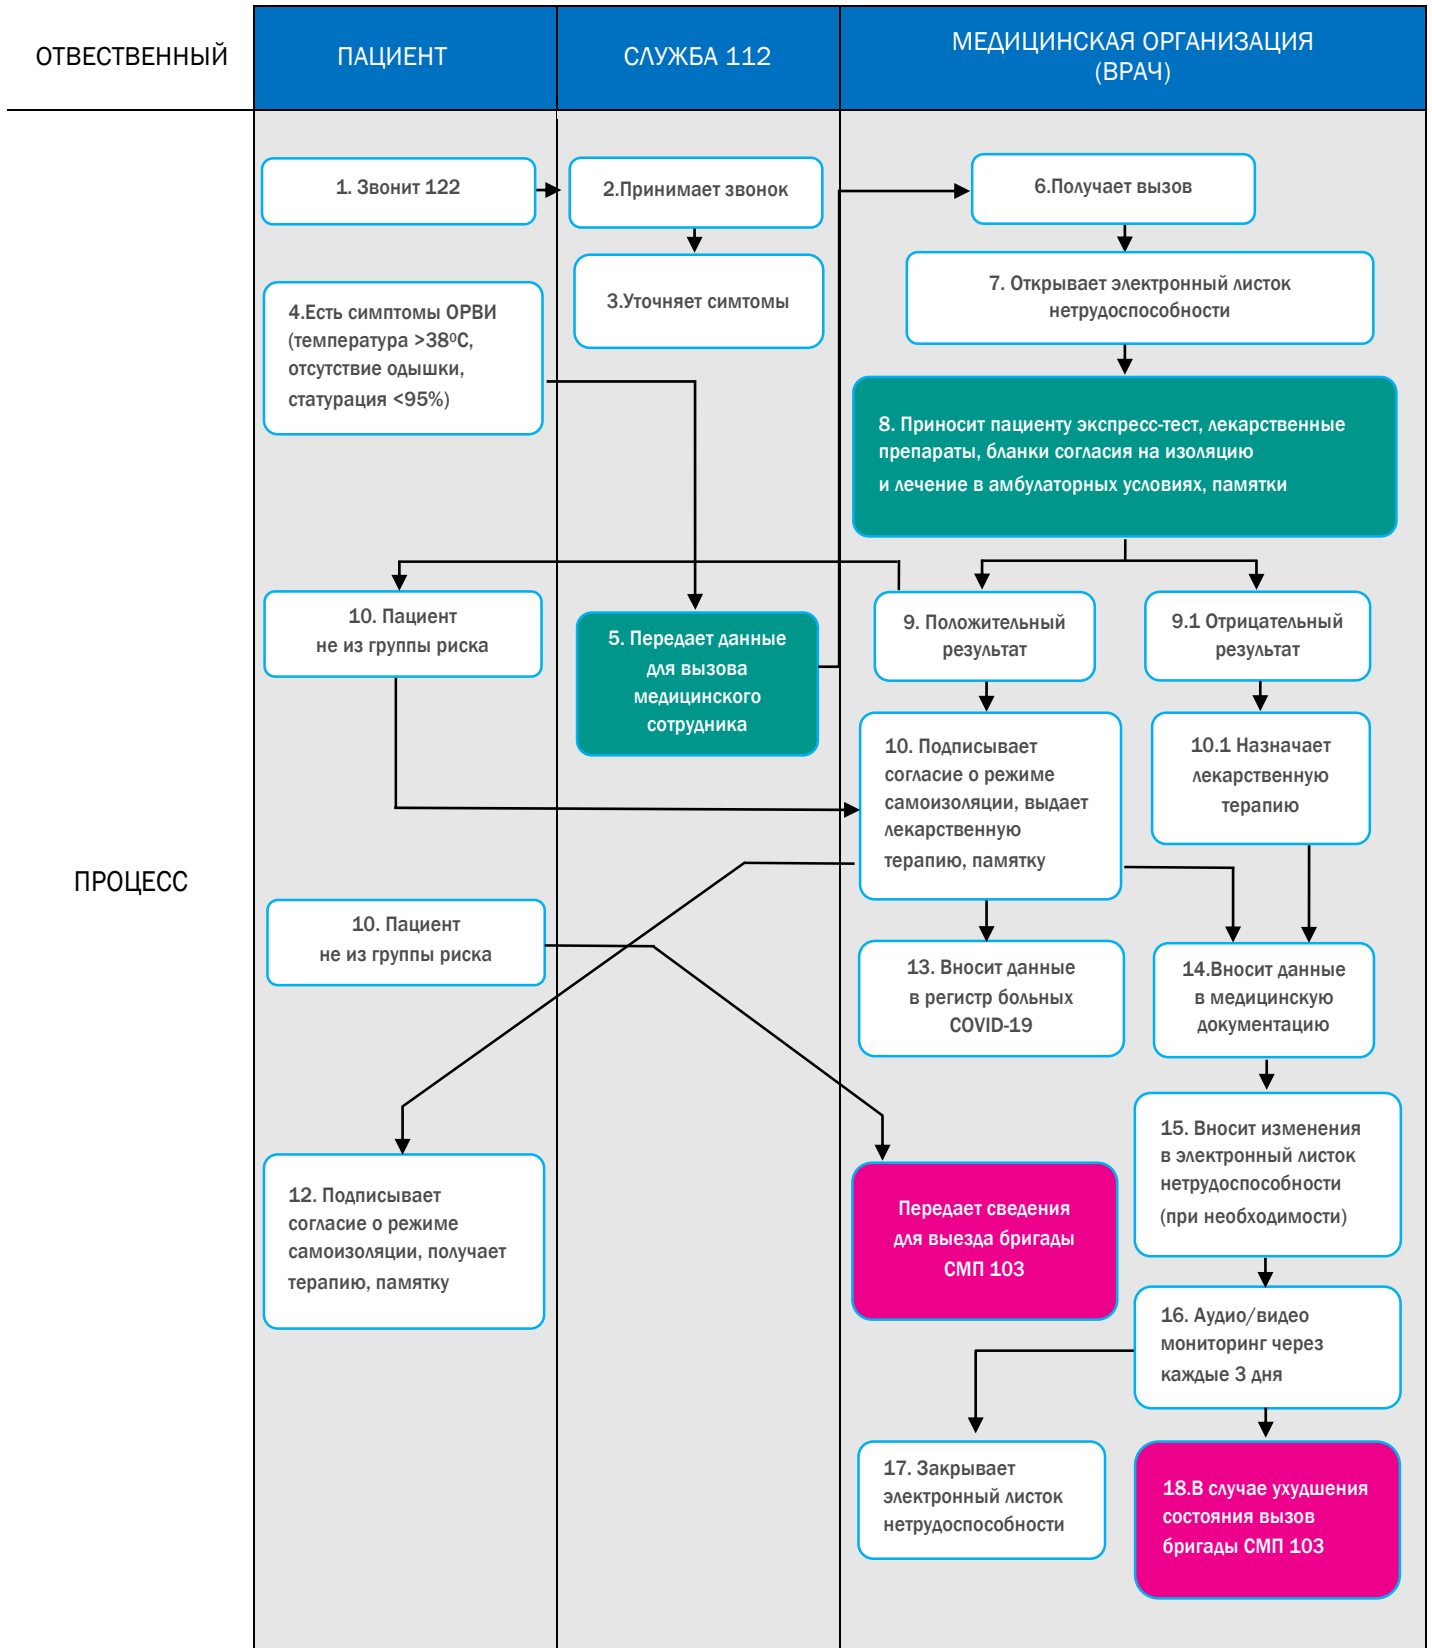 ОТВЕСТВЕННЫЙ
ПАЦИЕНТ
СЛУЖБА 112
МЕДИЦИНСКАЯ ОРГАНИЗАЦИЯ
(ВРАЧ)
1. Звонит 122
2.Принимает звонок
6.Получает вызов
3.Уточняет симтомы
7. Открывает электронный листок
нетрудоспособности
4.Есть симптомы ОРВИ
(температура >38⁰С,
отсутствие одышки,
статурация <95%)
8. Приносит пациенту экспресс-тест, лекарственные
препараты, бланки согласия на изоляцию
и лечение в амбулаторных условиях, памятки
10. Пациент
не из группы риска
5. Передает данные
для вызова
медицинского
сотрудника
9. Положительный
результат
9.1 Отрицательный
результат
10. Подписывает
согласие о режиме
самоизоляции, выдает
лекарственную
терапию, памятку
10.1 Назначает
лекарственную
терапию
ПРОЦЕСС
10. Пациент
не из группы риска
13. Вносит данные
в регистр больных
COVID-19
14.Вносит данные
в медицинскую
документацию
12. Подписывает
согласие о режиме
самоизоляции, получает
терапию, памятку
Передает сведения
для выезда бригады
СМП 103
15. Вносит изменения
в электронный листок
нетрудоспособности
(при необходимости)
16. Аудио/видео
мониторинг через
каждые 3 дня
17. Закрывает
электронный листок
нетрудоспособности
18.В случае ухудшения
состояния вызов
бригады СМП 103